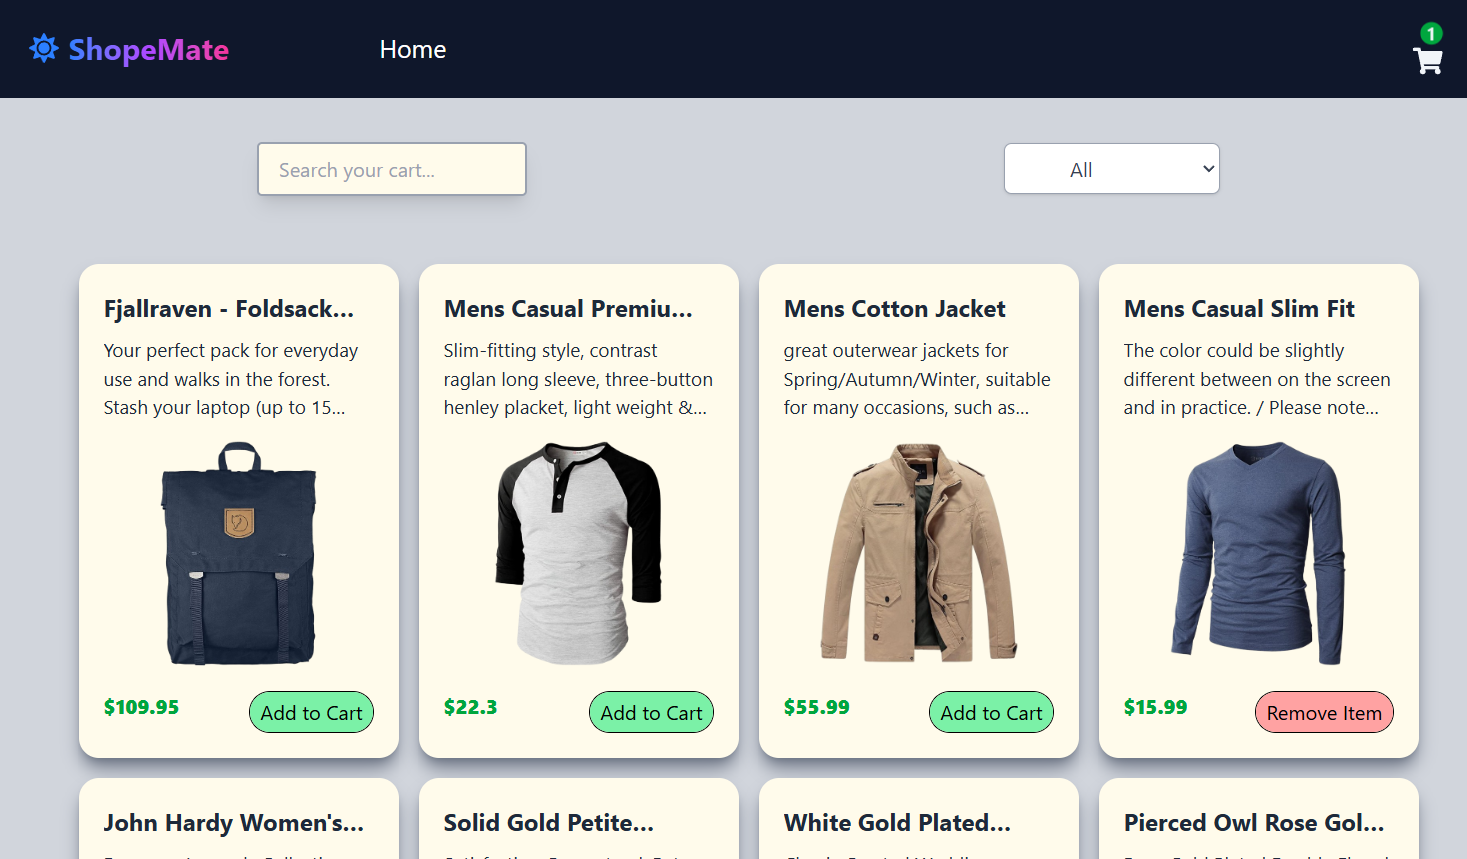 ShopeMate
Home
1
Search your cart...
All
Fjallraven - Foldsack...
Your perfect pack for everyday
use and walks in the forest.
Stash your laptop (up to 15...
$109.95
Add to Cart
Mens Casual Premiu...
Slim-fitting style, contrast
raglan long sleeve, three-button
henley placket, light weight &...
$22.3
Add to Cart
Mens Cotton Jacket
great outerwear jackets for
Spring/Autumn/Winter, suitable
for many occasions, such as...
$55.99
Add to Cart
Mens Casual Slim Fit
The color could be slightly
different between on the screen
and in practice. / Please note...
$15.99
Remove Item
John Hardy Women's...
Solid Gold Petite...
White Gold Plated...
Pierced Owl Rose Gol...